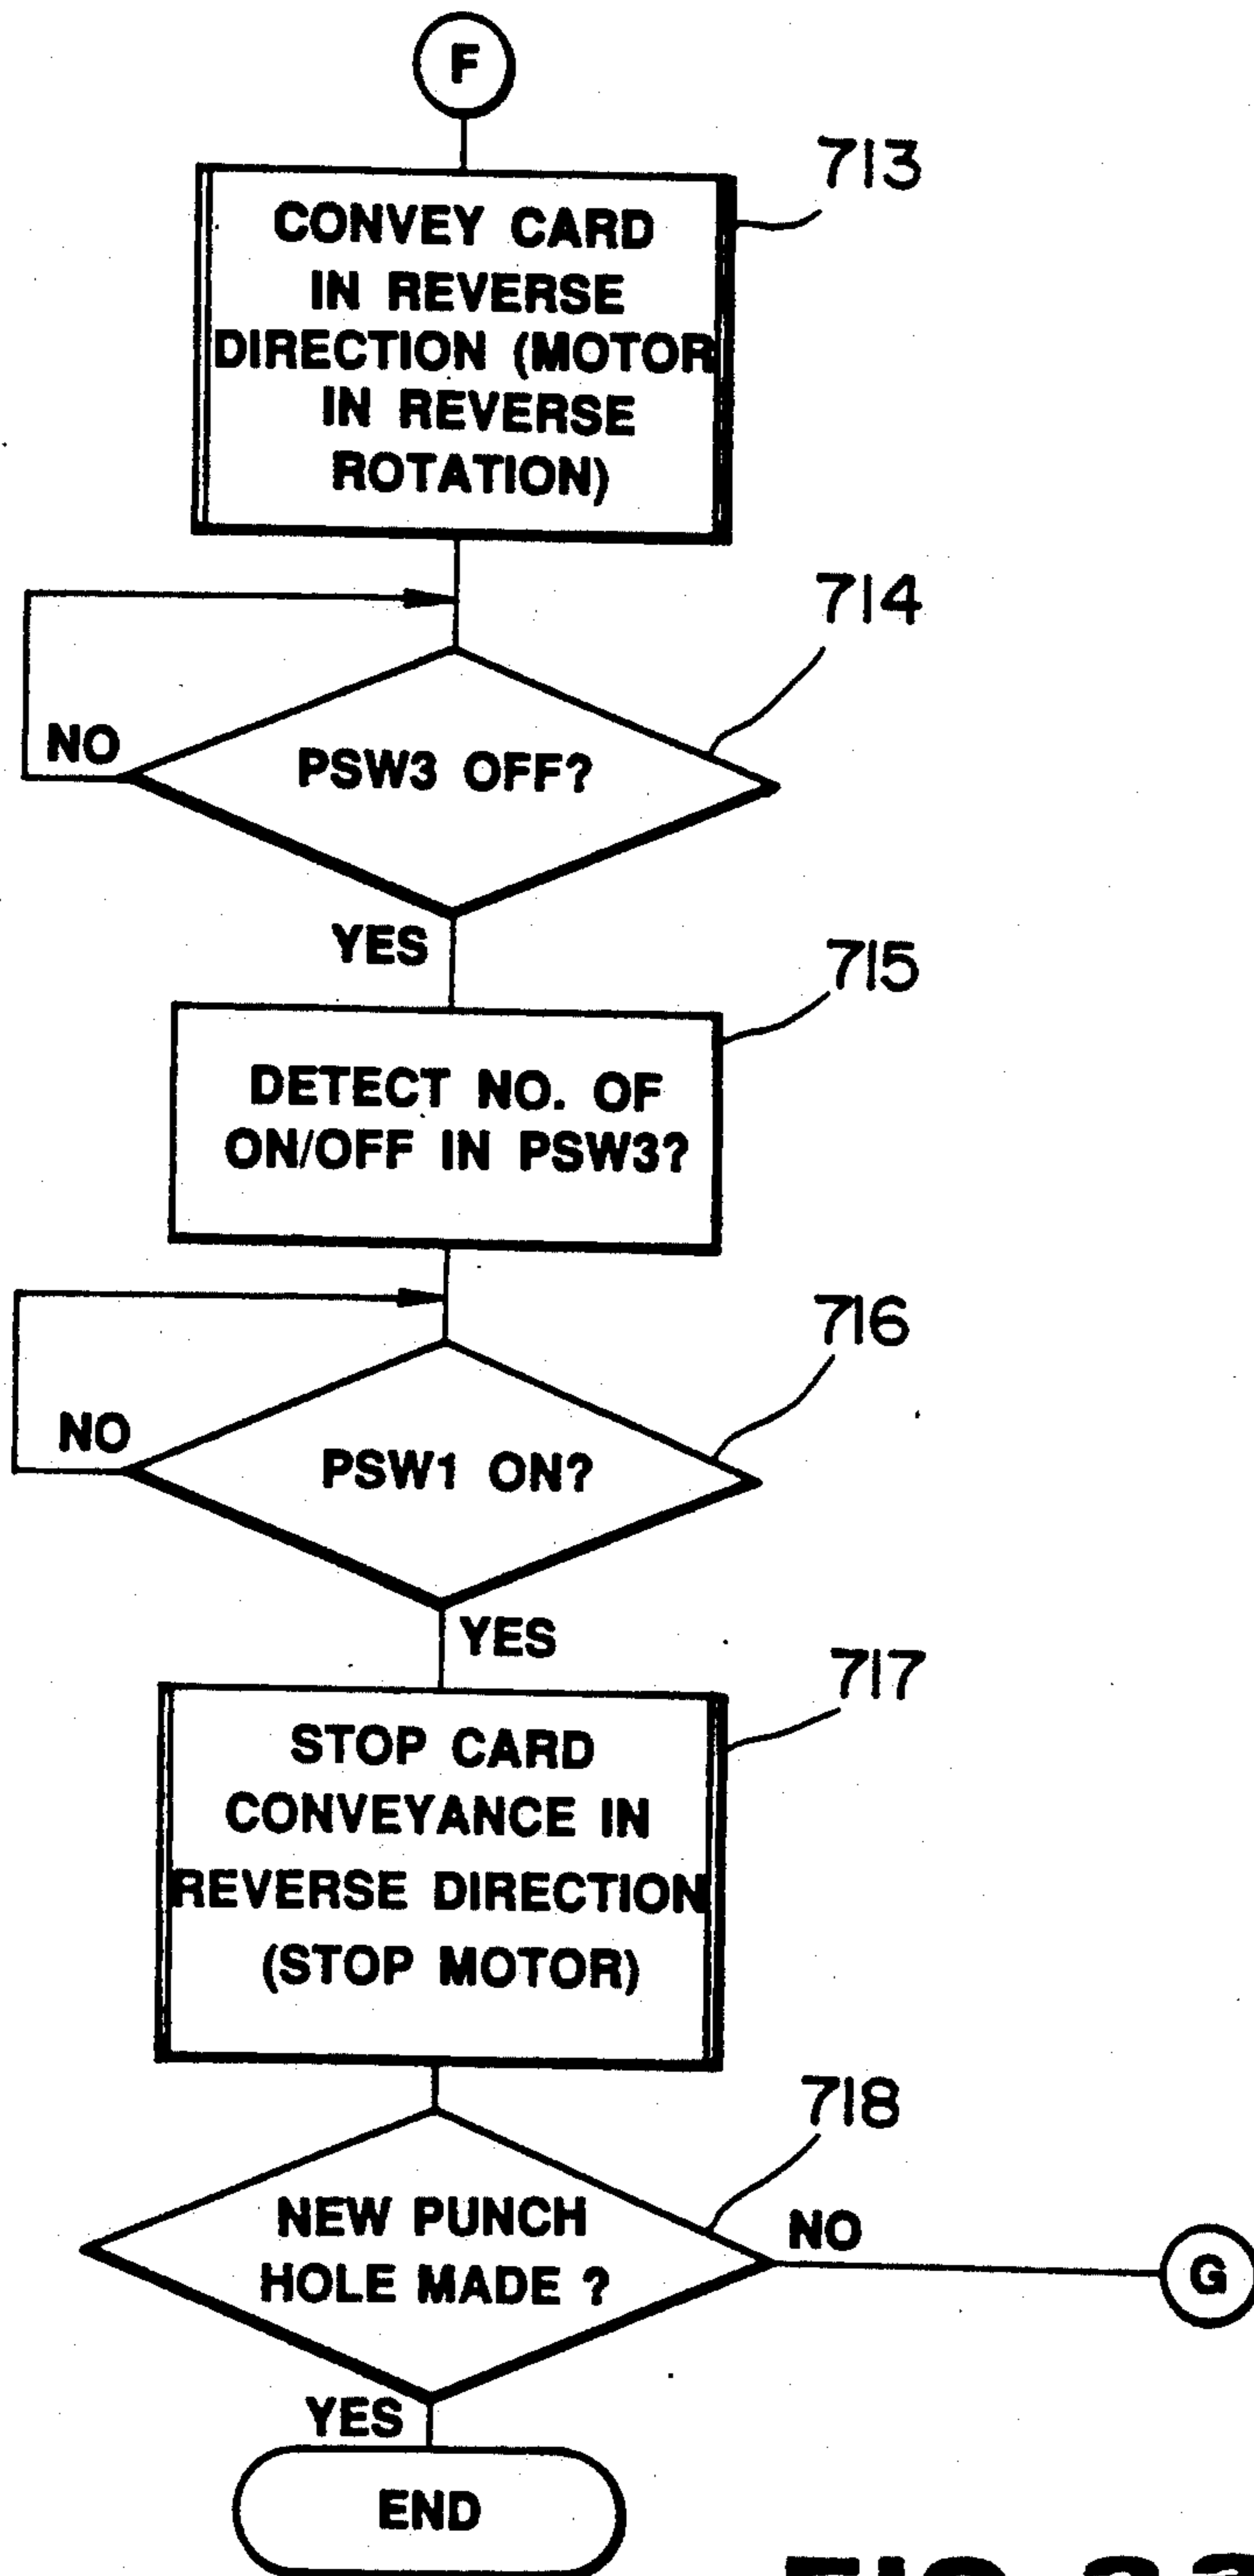 F
713
CONVEY CARD
IN REVERSE
DIRECTION (MOTOR
IN REVERSE
ROTATION)
714
NO
PSW3 OFF?
YES
715
DETECT NO. OF
ON/OFF IN PSW3?
716
NO
PSW1 ON?
YES
717
STOP CARD
CONVEYANCE IN
REVERSE DIRECTION
(STOP MOTOR)
718
NEW PUNCH
HOLE MADE ?
NO
G
YES
END